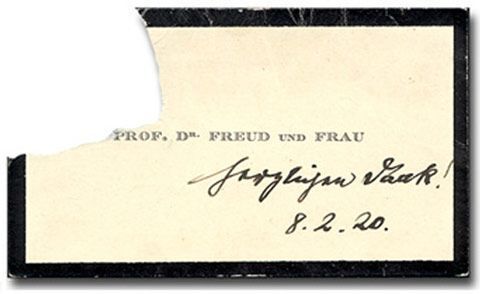 PROF. DR. FREUD UND FRAU
Herzlichen Dank!
8.2.20.